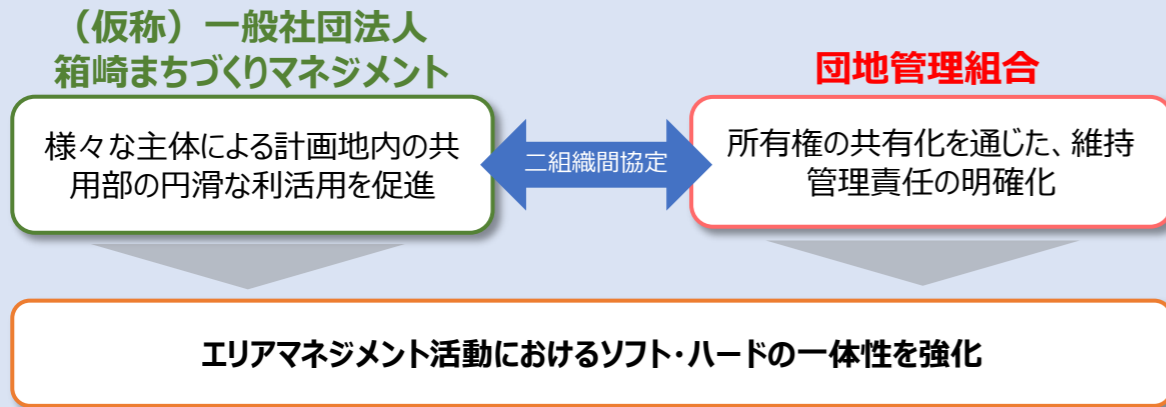 （仮称）一般社団法人
箱崎まちづくりマネジメント
団地管理組合
様々な主体による計画地内の共
用部の円滑な利活用を促進
二組織間協定
所有権の共有化を通じた、維持
管理責任の明確化
エリアマネジメント活動におけるソフト・ハードの一体性を強化